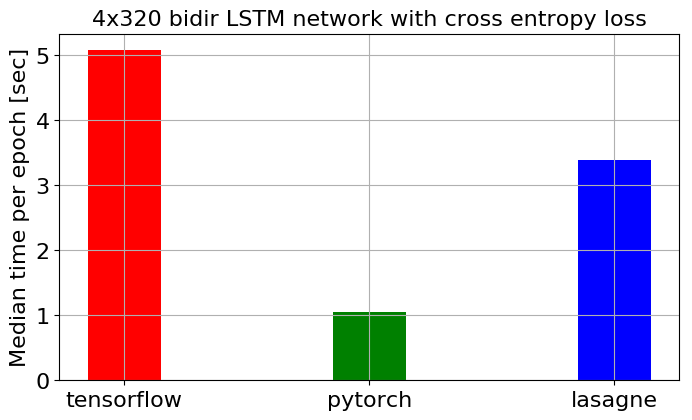 4x320 bidir LSTM network with cross entropy loss
Median time per epoch [sec]
5
4
3
2
1
0
tensorflow pytorch lasagne